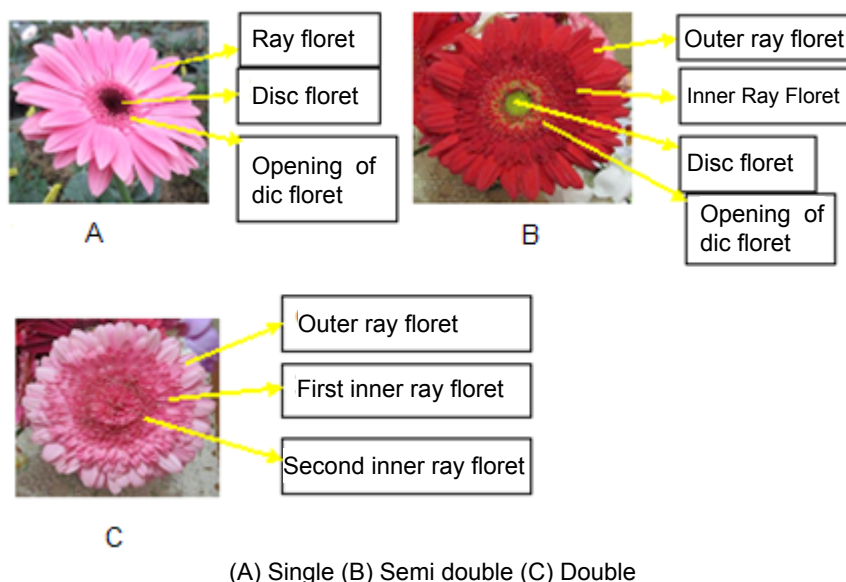 Ray floret
Disc floret
Opening of
dic floret
A
Outer ray floret
Inner Ray Floret
Disc floret
Opening of
dic floret
B
Outer ray floret
First inner ray floret
Second inner ray floret
C
(A) Single (B) Semi double (C) Double